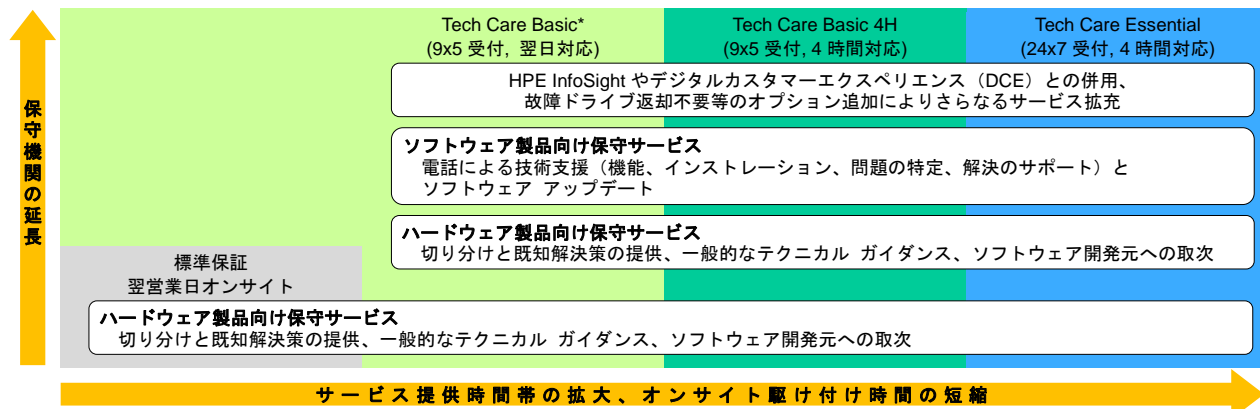 Tech Care Basic*
(9x5 受付, 翌日対応)
Tech Care Basic 4H
(9x5 受付, 4 時間対応)
Tech Care Essential
(24x7 受付, 4 時間対応)
HPE InfoSight やデジタルカスタマーエクスペリエンス（DCE）との併用、
故障ドライブ返却不要等のオプション追加によりさらなるサービス拡充
保守機関の延長
ソフトウェア製品向け保守サービス
電話による技術支援（機能、インストレーション、問題の特定、解決のサポート）と
ソフトウェア アップデート
ハードウェア製品向け保守サービス
切り分けと既知解決策の提供、一般的なテクニカル ガイダンス、ソフトウェア開発元への取次
標準保証
翌営業日オンサイト
ハードウェア製品向け保守サービス
切り分けと既知解決策の提供、一般的なテクニカル ガイダンス、ソフトウェア開発元への取次
サービス提供時間帯の拡大、オンサイト駆け付け時間の短縮